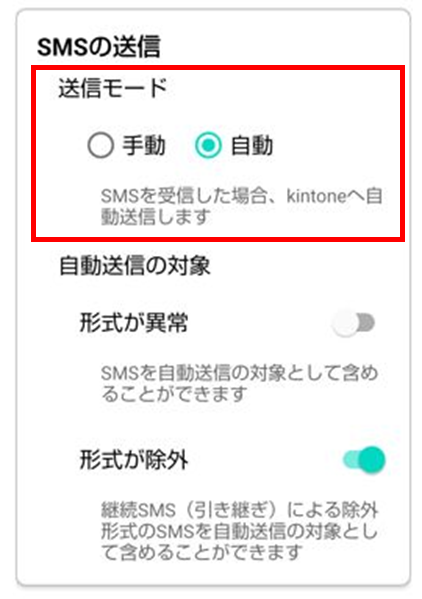 SMSの送信
送信モード
手動 自動
SMSを受信した場合、kintoneへ自
動送信します
自動送信の対象
形式が異常
SMSを自動送信の対象として含め
ることができます
形式が除外
継続SMS（引き継ぎ）による除外
形式のSMSを自動送信の対象とし
て含めることができます